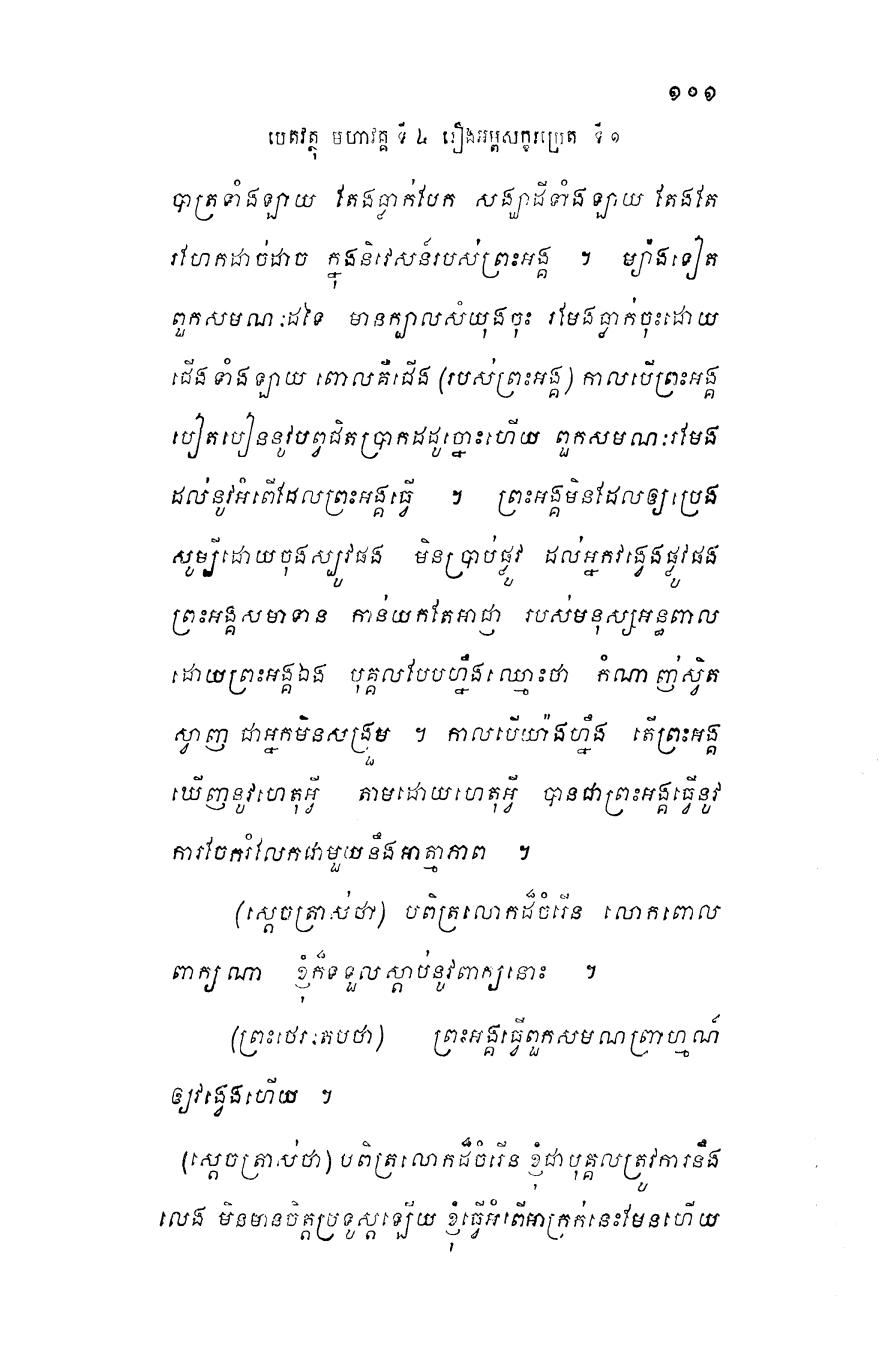 ១០១
បេតវត្ថុ មហាវគ្គ ទី ៤ រឿងអម្ពសក្ខរប្រេត ទី ១
បាត្រទាំងឡាយ តែងធ្លាក់បែក សង្ឃាដីទាំងឡាយ តែងតែ
រហែកដាច់ដាច ក្នុងនិវេសន៍របស់ព្រះអង្គ ។ ម្យ៉ាងទៀត
ពួកសមណៈដទៃ មានក្បាលសំយុងចុះ រមែងធ្លាក់ចុះដោយ
ជើងទាំងឡាយ ពោលគឺជើង (របស់ព្រះអង្គ) កាលបើព្រះអង្គ
បៀតបៀននូវបព្វជិតប្រាកដដូច្នោះហើយ ពួកសមណៈរមែង
ដល់នូវអំពើដែលព្រះអង្គធ្វើ ។ ព្រះអង្គមិនដែលឲ្យប្រេង
សូម្បីដោយចុងស្បូវផង មិនប្រាប់ផ្លូវ ដល់អ្នកវង្វេងផ្លូវផង
ព្រះអង្គសមាទាន កាន់យកតែអាជ្ញា របស់មនុស្សអន្ធពាល
ដោយព្រះអង្គឯង បុគ្គលបែបហ្នឹងឈ្មោះថា កំណាញ់ស្វិត
ស្វាញ ជាអ្នកមិនសង្រួម ។ កាលបើយ៉ាងហ្នឹង តើព្រះអង្គ
ឃើញនូវហេតុអ្វី តាមដោយហេតុអ្វី បានជាព្រះអង្គធ្វើនូវ
ការចែករំលែកជាមួយនឹងអាត្មាភាព ។
(ស្តេចត្រាស់ថា) បពិត្រលោកដ៏ចំរើន លោកពោល
ពាក្យណា ខ្ញុំក៏ទទួលស្តាប់នូវពាក្យនោះ ។
(ព្រះថេរៈតបថា) ព្រះអង្គធ្វើពួកសមណព្រាហ្មណ៍
ឲ្យវង្វេងហើយ ។
(ស្តេចត្រាស់ថា) បពិត្រលោកដ៏ចំរើន ខ្ញុំជាបុគ្គលត្រូវការនឹង
លេង មិនមានចិត្តប្រទូស្តឡើយ ខ្ញុំធ្វើអំពើអាក្រក់នេះមែនហើយ